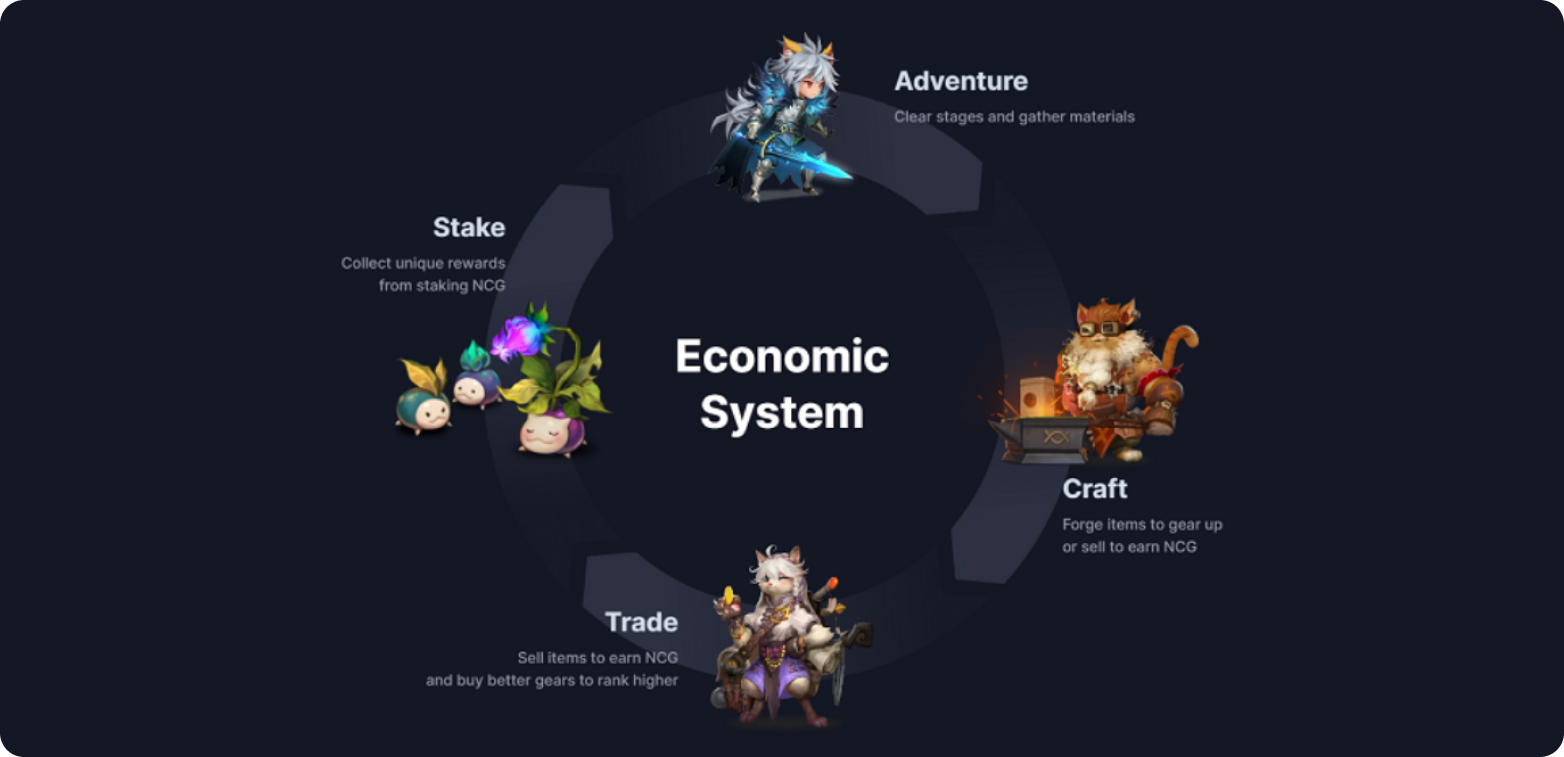 Adventure
Clear stages and gather materials
Stake
Collect unique rewards
from staking NCG
Economic
System
Craft
Forge items to gear up
or sell to earn NCG
Trade
Sell items to earn NCG
and buy better gears to rank higher